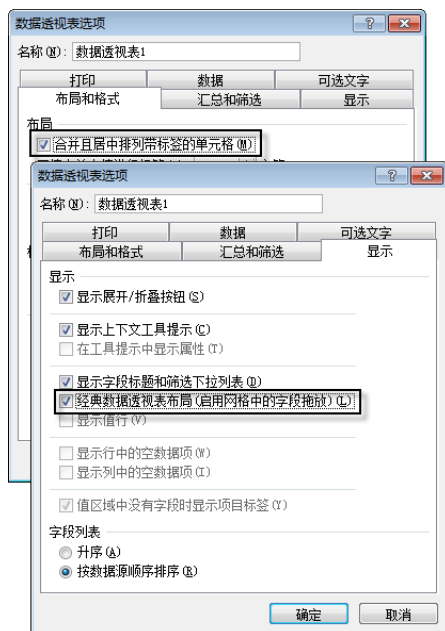 数据透视表选项
名称(N): 数据透视表1
打印 数据 可选文字
布局和格式 汇总和筛选 显示
布局
合并且居中排列带标签的单元格(M)
数据透视表选项
名称(N): 数据透视表1
打印 数据 可选文字
布局和格式 汇总和筛选 显示
显示
显示展开/折叠按钮(S)
显示上下文工具提示(C)
在工具提示中显示属性(T)
显示字段标题和筛选下拉列表(D)
经典数据透视表布局(启用网格中的字段拖放)(L)
显示值行(V)
显示行中的空数据项(W)
显示列中的空数据项(I)
值区域中没有字段时显示项目标签(Y)
字段列表
升序(A)
按数据源顺序排序(R)
确定 取消